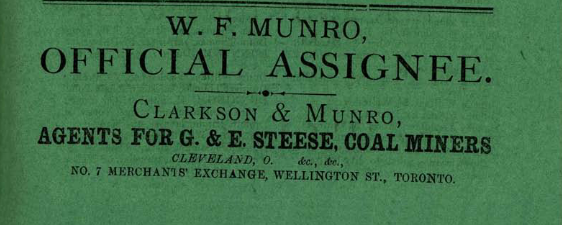 W. F. MUNRO,
OFFICIAL ASSIGNEE.
CLARKSON & MUNRO,
AGENTS FOR G. & E. STEESE, COAL MINERS
CLEVELAND, O. &c., &c.,
NO. 7 MERCHANTS' EXCHANGE, WELLINGTON ST., TORONTO.